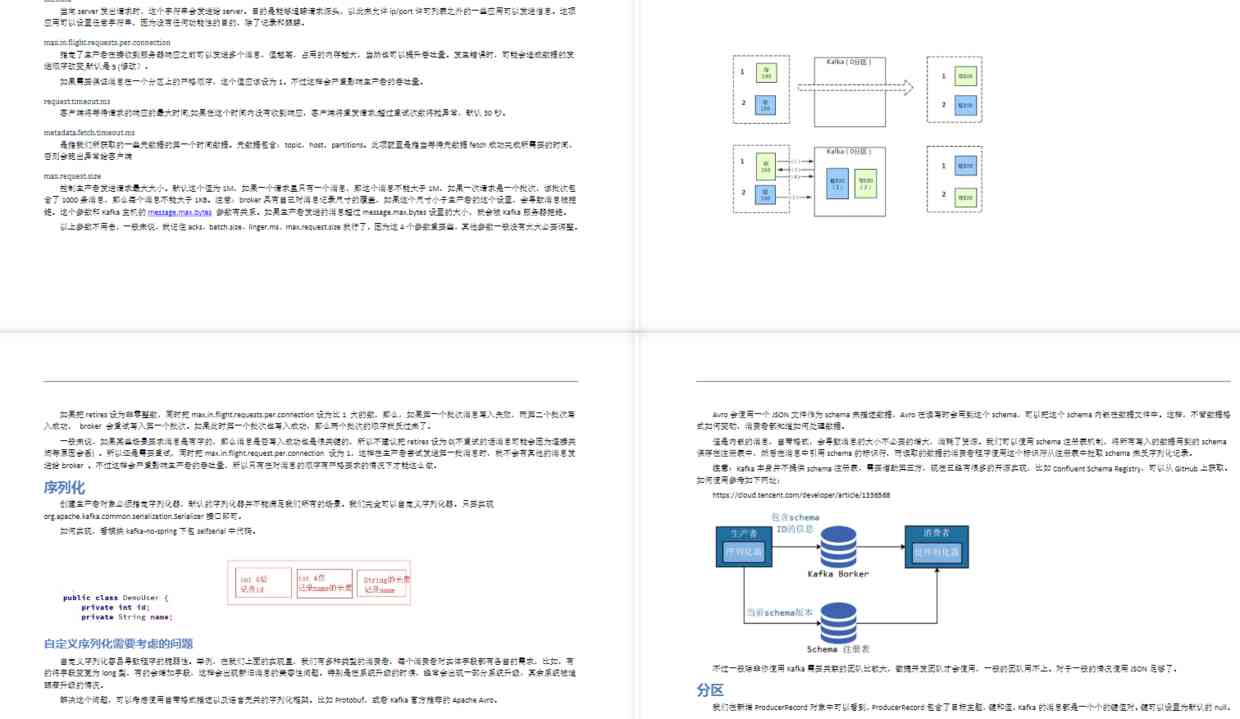 当向 server 发出请求时，这个字符串会发送给 server。目的是能够追踪请求源头，以此来允许 ip/port 许可列表之外的一些应用可以发送信息。这项
应用可以设置任意字符串，因为没有任何功能性的目的，除了记录和跟踪。
max.in.flight.requests.per.connection
指定了生产者在接收到服务器响应之前可以发送多个消息，值越高，占用的内存越大，当然也可以提升吞吐量。发生错误时，可能会造成数据的发
送顺序改变,默认是 5 (修改）。
如果需要保证消息在一个分区上的严格顺序，这个值应该设为 1。不过这样会严重影响生产者的吞吐量。
request.timeout.ms
客户端将等待请求的响应的最大时间,如果在这个时间内没有收到响应，客户端将重发请求;超过重试次数将抛异常，默认 30 秒。
metadata.fetch.timeout.ms
是指我们所获取的一些元数据的第一个时间数据。元数据包含：topic，host，partitions。此项配置是指当等待元数据 fetch 成功完成所需要的时间，
否则会抛出异常给客户端
max.request.size
控制生产者发送请求最大大小。默认这个值为 1M，如果一个请求里只有一个消息，那这个消息不能大于 1M，如果一次请求是一个批次，该批次包
含了 1000 条消息，那么每个消息不能大于 1KB。注意：broker 具有自己对消息记录尺寸的覆盖，如果这个尺寸小于生产者的这个设置，会导致消息被拒
绝。这个参数和 Kafka 主机的 message.max.bytes 参数有关系。如果生产者发送的消息超过 message.max.bytes 设置的大小，就会被 Kafka 服务器拒绝。
以上参数不用去，一般来说，就记住 acks、batch.size、linger.ms、max.request.size 就行了，因为这 4 个参数重要些，其他参数一般没有太大必要调整。
Kafka ( 0分区 )
1
存
100
2
取
100
1
2
Kafka ( 0分区 )
1
存
100
2
取
100
1
2
如果把 retires 设为非零整数，同时把 max.in.flight.requests.per.connection 设为比 1 大的数，那么，如果第一个批次消息写入失败，而第二个批次写
入成功， broker 会重试写入第一个批次。如果此时第一个批次也写入成功，那么两个批次的顺序就反过来了。
一般来说，如果某些场景要求消息是有序的，那么消息是否写入成功也是很关键的，所以不建议把 retires 设为 0(不重试的话消息可能会因为连接关
闭等原因会丢) 。所以还是需要重试，同时把 max.in.flight.requests.per.connection 设为 1，这样在生产者尝试发送第一批消息时，就不会有其他的消息发
送给 broker 。不过这样会严重影响生产者的吞吐量，所以只有在对消息的顺序有严格要求的情况下才能这么做。
序列化
创建生产者对象必须指定序列化器，默认的序列化器并不能满足我们所有的场景。我们完全可以自定义序列化器。只要实现
org.apache.kafka.common.serialization.Serializer 接口即可。
如何实现，看模块 kafka-no-spring 下包 selfserial 中代码。
int 4位
记录id
int 4位
记录name的长度
String的长度
记录name
public class DemoUser {
private int id;
private String name;
自定义序列化需要考虑的问题
自定义序列化容易导致程序的脆弱性。举例，在我们上面的实现里，我们有多种类型的消费者，每个消费者对实体字段都有各自的需求，比如，有
的将字段变更为 long 型，有的会增加字段，这样会出现新旧消息的兼容性问题。特别是在系统升级的时候，经常会出现一部分系统升级，其余系统被迫
跟着升级的情况。
解决这个问题，可以考虑使用自带格式描述以及语言无关的序列化框架。比如 Protobuf，或者 Kafka 官方推荐的 Apache Avro。
Avro 会使用一个 JSON 文件作为 schema 来描述数据，Avro 在读写时会用到这个 schema，可以把这个 schema 内嵌在数据文件中。这样，不管数据格
式如何变动，消费者都知道如何处理数据。
但是内嵌的消息，自带格式，会导致消息的大小不必要的增大，消耗了资源。我们可以使用 schema 注册表机制，将所有写入的数据用到的 schema
保存在注册表中，然后在消息中引用 schema 的标识符，而读取的数据的消费者程序使用这个标识符从注册表中拉取 schema 来反序列化记录。
注意：Kafka 本身并不提供 schema 注册表，需要借助第三方，现在已经有很多的开源实现，比如 Confluent Schema Registry，可以从 GitHub 上获取。
如何使用参考如下网址：
https://cloud.tencent.com/developer/article/1336568
包含schema
ID的信息
生产者
序列化器
Kafka Borker
消费者
反序列化器
当前schema版本
Schema 注册表
不过一般除非你使用 Kafka 需要关联的团队比较大，敏捷开发团队才会使用，一般的团队用不上。对于一般的情况使用 JSON 足够了。
分区
我们在新增 ProducerRecord 对象中可以看到，ProducerRecord 包含了目标主题，键和值，Kafka 的消息都是一个个的键值对。键可以设置为默认的 null。